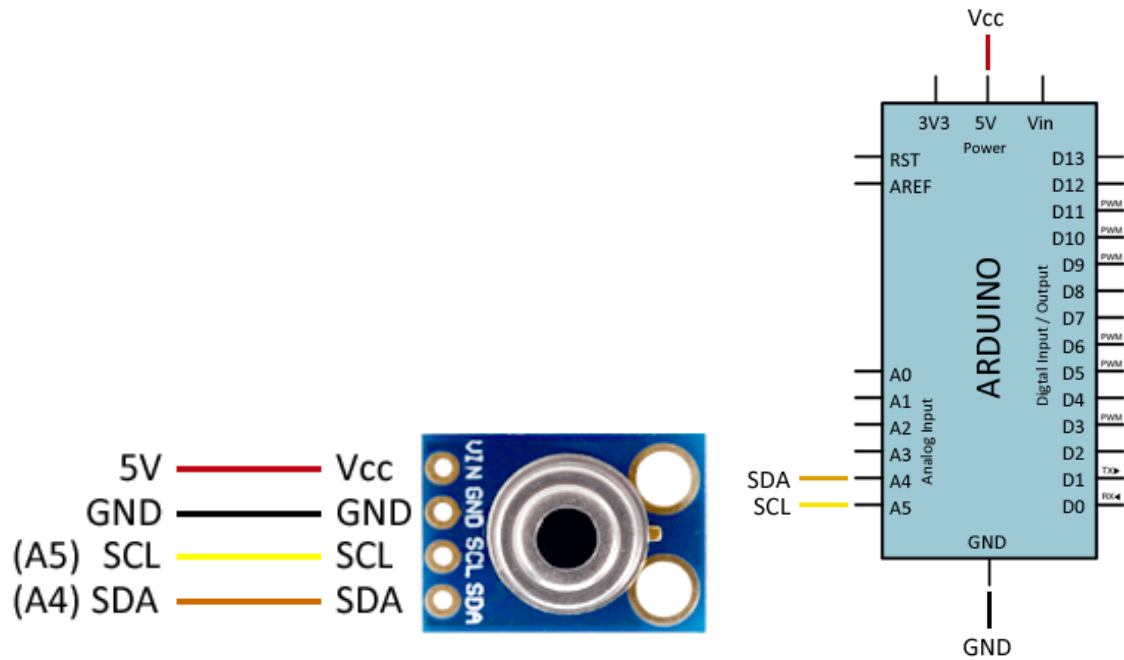 5V Vcc
GND GND
(A5) SCL SCL
(A4) SDA SDA
VIN GND SCL SDA
Vcc
3V3 5V Vin
Power
RST
AREF
A0
A1
A2
A3
A4
A5
Analog Input
SDA
SCL
ARDUINO
Digtal Input / Output
D13
D12
PWM
D11
PWM
D10
PWM
D9
D8
D7
PWM
D6
PWM
D5
D4
PWM
D3
D2
TX▶
D1
RX◀
D0
GND
GND